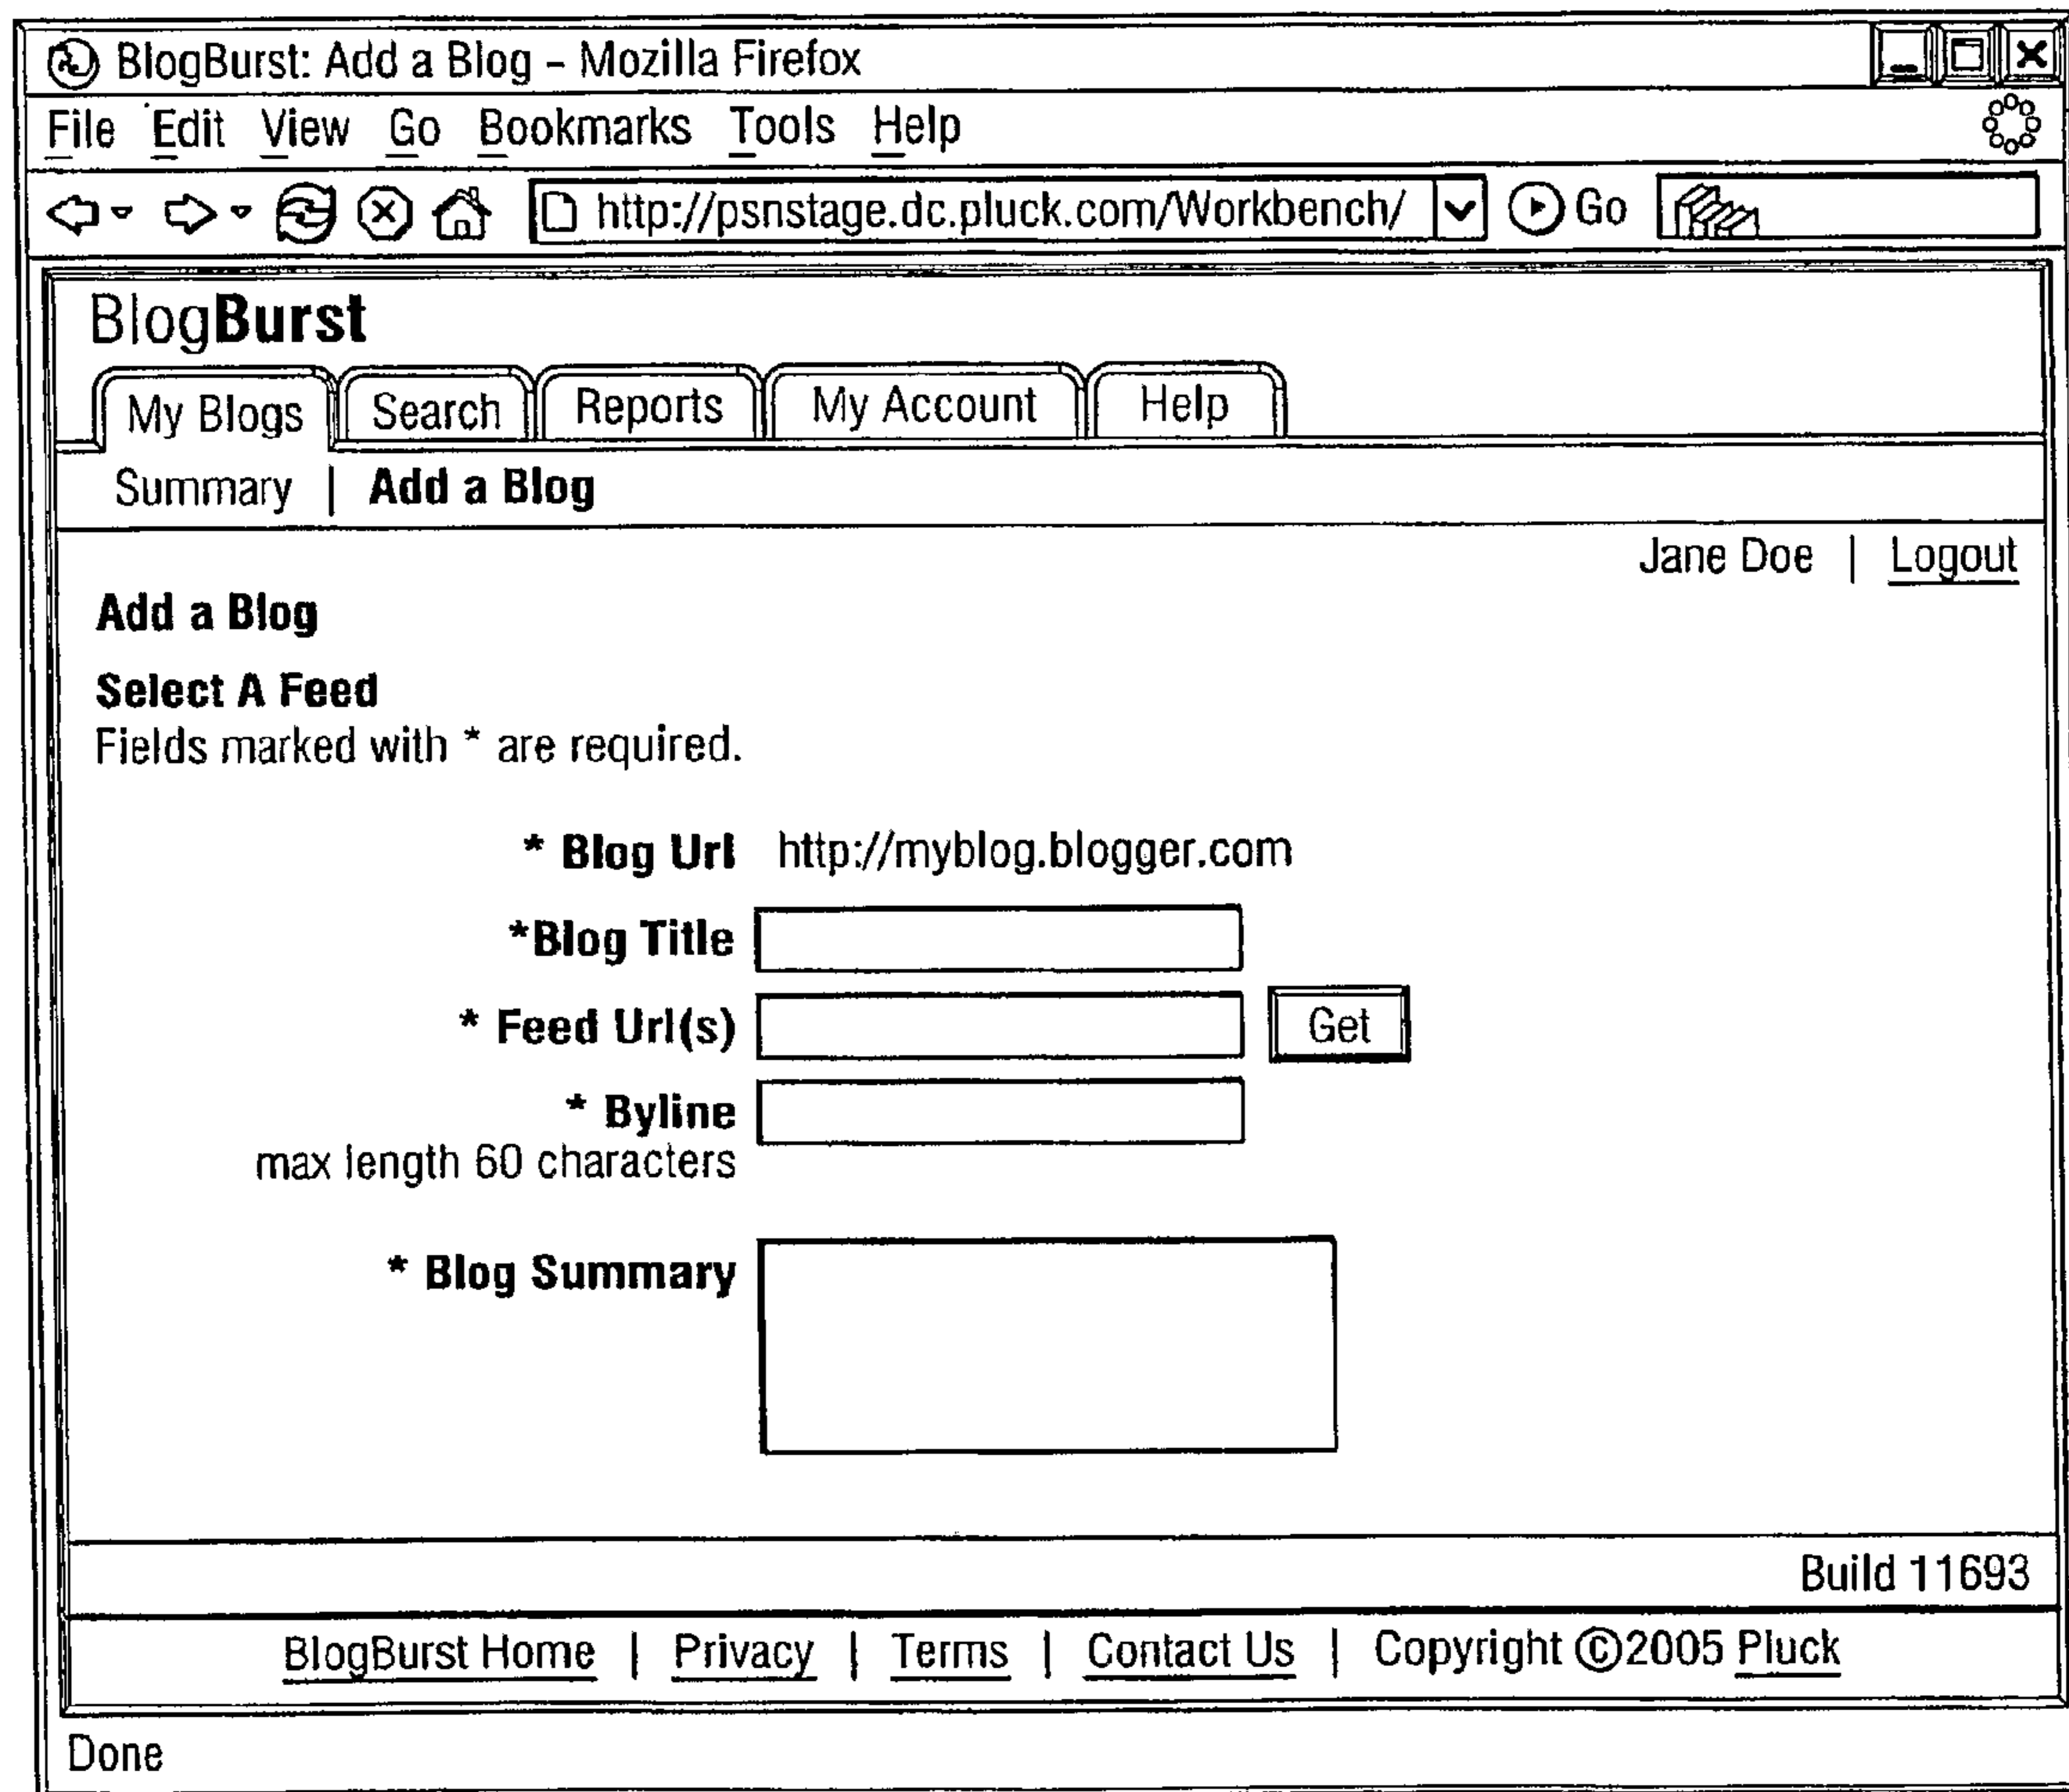 BlogBurst: Add a Blog – Mozilla Firefox
File Edit View Go Bookmarks Tools Help
http://psnstage.dc.pluck.com/Workbench/ Go
BlogBurst
My Blogs Search Reports My Account Help
Summary | Add a Blog
Jane Doe | Logout
Add a Blog
Select A Feed
Fields marked with * are required.
* Blog Url http://myblog.blogger.com
*Blog Title
* Feed Url(s) Get
* Byline
max length 60 characters
* Blog Summary
Build 11693
BlogBurst Home | Privacy | Terms | Contact Us | Copyright ©2005 Pluck
Done